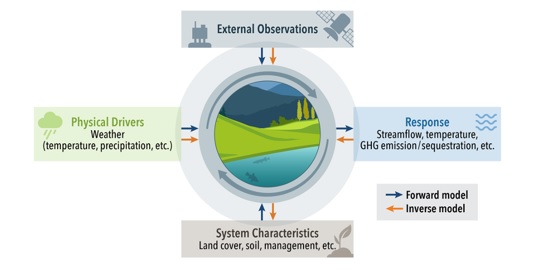 External Observations
Physical Drivers
Weather
(temperature, precipitation, etc.)
Response
Streamflow, temperature,
GHG emission/sequestration, etc.
Forward model
Inverse model
System Characteristics
Land cover, soil, management, etc.